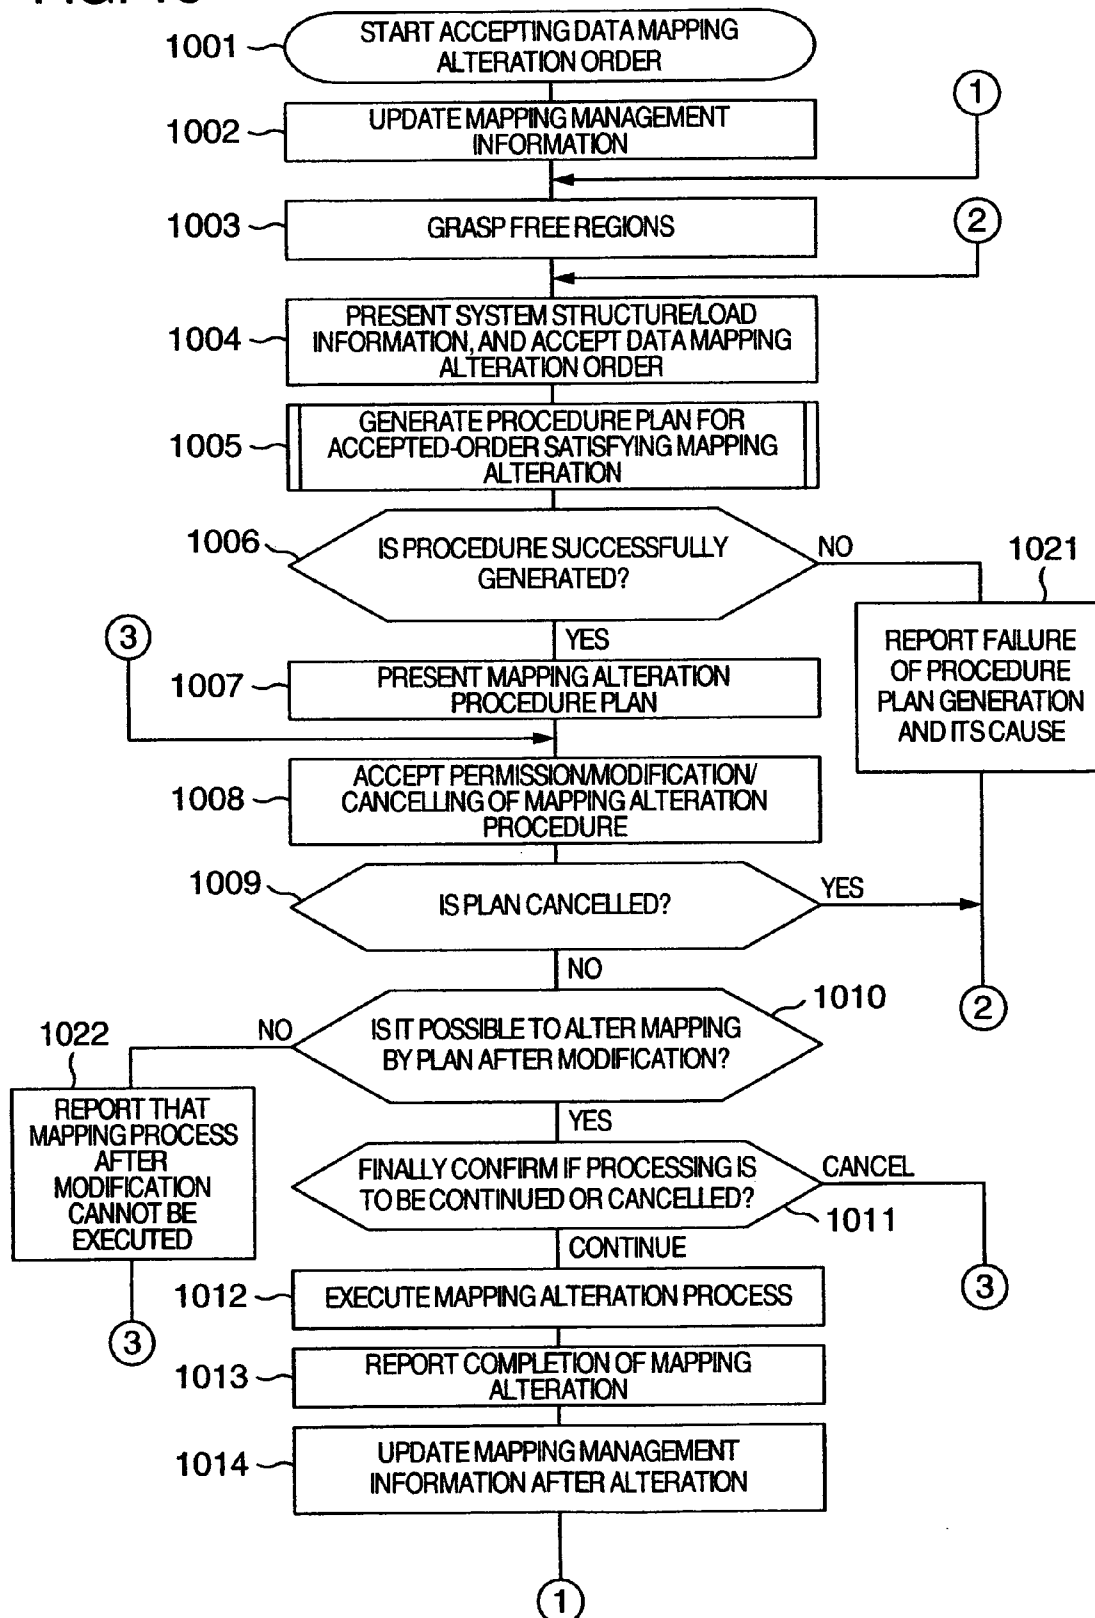 1001
START ACCEPTING DATA MAPPING
ALTERATION ORDER
1
1002
UPDATE MAPPING MANAGEMENT
INFORMATION
1003
GRASP FREE REGIONS
2
1004
PRESENT SYSTEM STRUCTURE/LOAD
INFORMATION, AND ACCEPT DATA MAPPING
ALTERATION ORDER
1005
GENERATE PROCEDURE PLAN FOR
ACCEPTED-ORDER SATISFYING MAPPING
ALTERATION
1006
IS PROCEDURE SUCCESSFULLY
GENERATED?
NO
1021
REPORT FAILURE
OF PROCEDURE
PLAN GENERATION
AND ITS CAUSE
YES
3
1007
PRESENT MAPPING ALTERATION
PROCEDURE PLAN
1008
ACCEPT PERMISSION/MODIFICATION/
CANCELLING OF MAPPING ALTERATION
PROCEDURE
1009
IS PLAN CANCELLED?
YES
2
NO
1010
IS IT POSSIBLE TO ALTER MAPPING
BY PLAN AFTER MODIFICATION?
NO
1022
REPORT THAT
MAPPING PROCESS
AFTER
MODIFICATION
CANNOT BE
EXECUTED
3
YES
FINALLY CONFIRM IF PROCESSING IS
TO BE CONTINUED OR CANCELLED?
CANCEL
1011
3
CONTINUE
1012
EXECUTE MAPPING ALTERATION PROCESS
1013
REPORT COMPLETION OF MAPPING
ALTERATION
1014
UPDATE MAPPING MANAGEMENT
INFORMATION AFTER ALTERATION
1